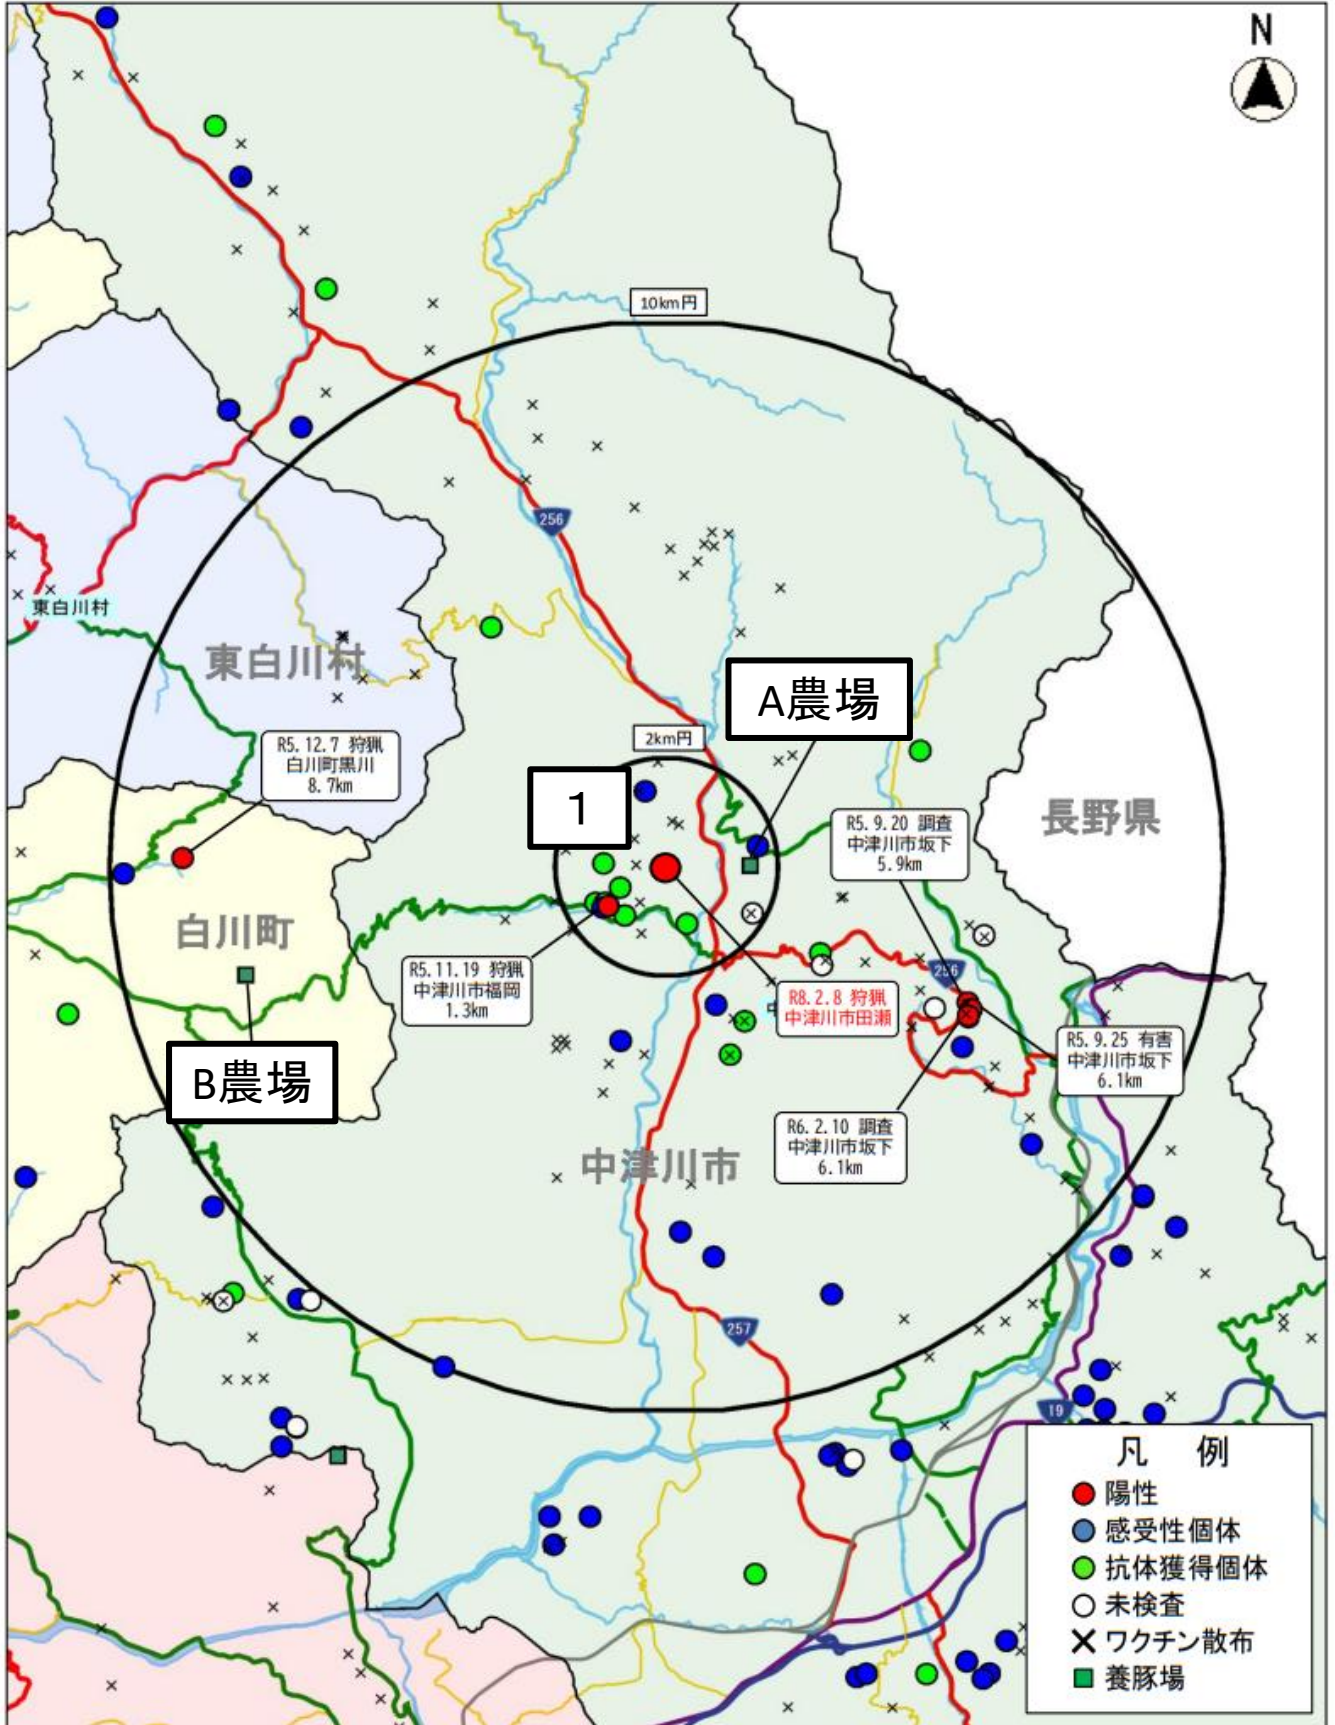 N
10km円
256
東白川村
東白川村
A農場
2km円
R5.12.7 狩猟
白川町黒川
8.7km
1
長野県
R5.9.20 調査
中津川市坂下
5.9km
白川町
R5.11.19 狩猟
中津川市福岡
1.3km
R8.2.8 狩猟
中津川市田瀬
256
R5.9.25 有害
中津川市坂下
6.1km
B農場
R6.2.10 調査
中津川市坂下
6.1km
中津川市
257
19
凡 例
陽性
感受性個体
抗体獲得個体
未検査
ワクチン散布
養豚場